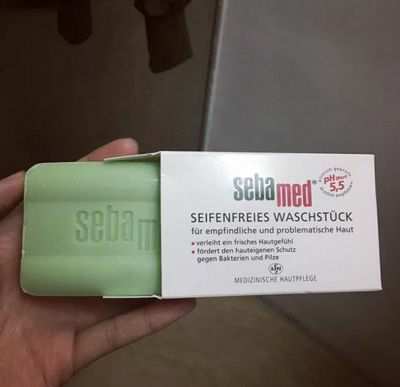 sebamed®
pH-Wert
5,5
SEIFENFREIES WASCHSTÜCK
für empfindliche und problematische Haut
• verleiht ein frisches Hautgefühl
• fördert den hauteigenen Schutz
gegen Bakterien und Pilze
MEDIZINISCHE HAUTPFLEGE
sebamed